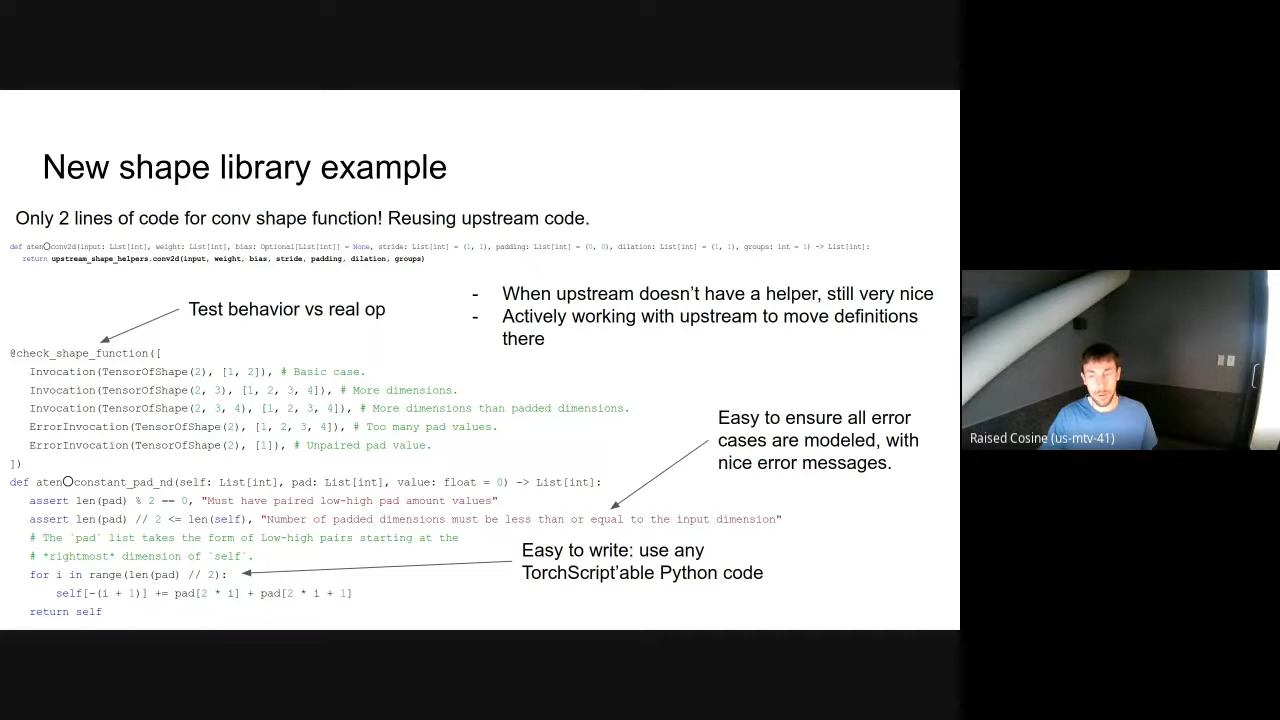 New shape library example
Only 2 lines of code for conv shape function! Reusing upstream code.
def aten〇conv2d(input: List[int], weight: List[int], bias: Optional[List[int]] = None, stride: List[int] = (1, 1), padding: List[int] = (0, 0), dilation: List[int] = (1, 1), groups: int = 1) -> List[int]:
return upstream_shape_helpers.conv2d(input, weight, bias, stride, padding, dilation, groups)
Test behavior vs real op
- When upstream doesn't have a helper, still very nice
- Actively working with upstream to move definitions
there
@check_shape_function([
Invocation(TensorOfShape(2), [1, 2]), # Basic case.
Invocation(TensorOfShape(2, 3), [1, 2, 3, 4]), # More dimensions.
Invocation(TensorOfShape(2, 3, 4), [1, 2, 3, 4]), # More dimensions than padded dimensions.
ErrorInvocation(TensorOfShape(2), [1, 2, 3, 4]), # Too many pad values.
ErrorInvocation(TensorOfShape(2), [1]), # Unpaired pad value.
])
Easy to ensure all error
cases are modeled, with
nice error messages.
def aten〇constant_pad_nd(self: List[int], pad: List[int], value: float = 0) -> List[int]:
assert len(pad) % 2 == 0, "Must have paired low-high pad amount values"
assert len(pad) // 2 <= len(self), "Number of padded dimensions must be less than or equal to the input dimension"
# The `pad` list takes the form of Low-high pairs starting at the
# *rightmost* dimension of `self`.
for i in range(len(pad) // 2):
self[-(i + 1)] += pad[2 * i] + pad[2 * i + 1]
return self
Easy to write: use any
TorchScript'able Python code
Raised Cosine (us-mtv-41)